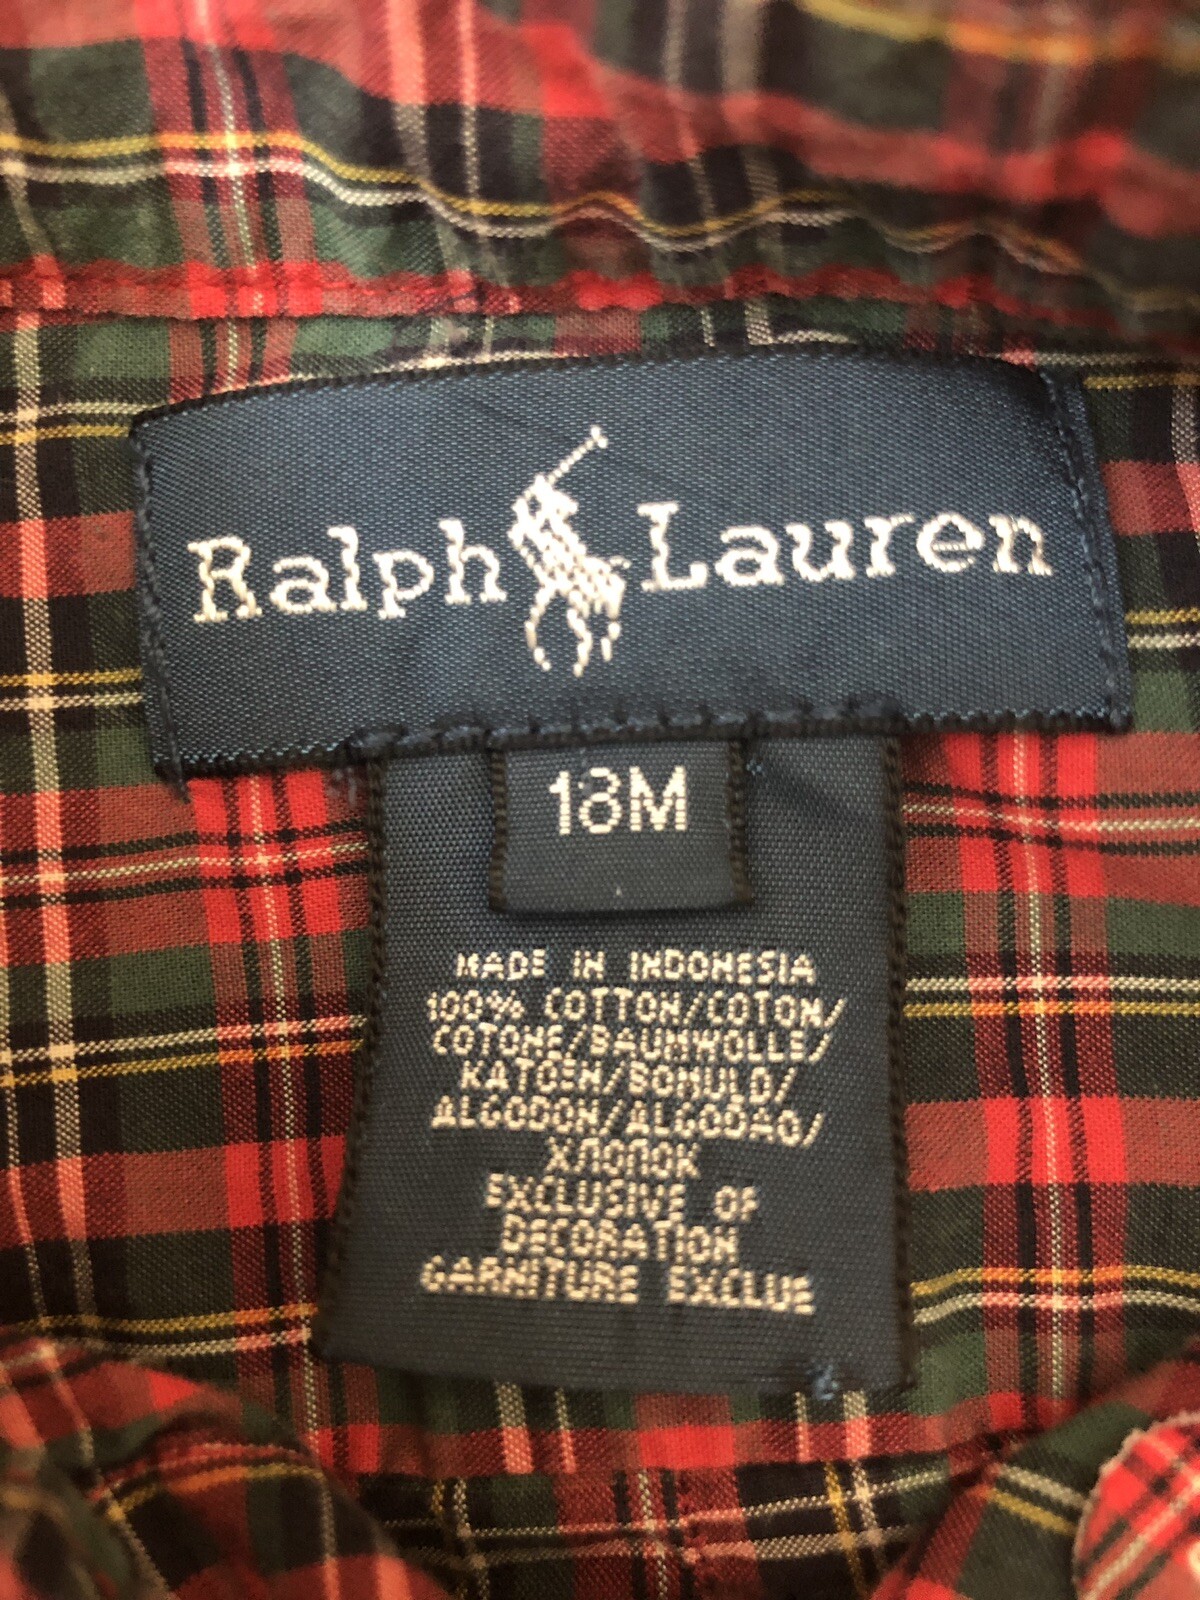 Ralph Lauren
18M
MADE IN INDONESIA
100% COTTON/COTON/
COTONE/BAUMWOLLE/
KATOEN/BOMULD/
ALGODON/ALGODAO/
ХЛОПОК
EXCLUSIVE OF
DECORATION
GARNITURE EXCLUE